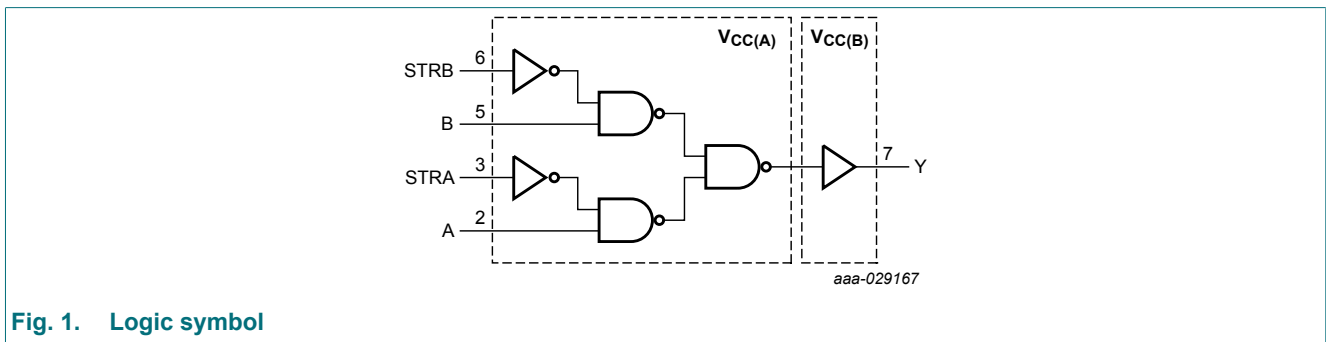 VCC(A) VCC(B)
STRB 6
B 5
STRA 3
A 2
7 Y
aaa-029167
Fig. 1. Logic symbol